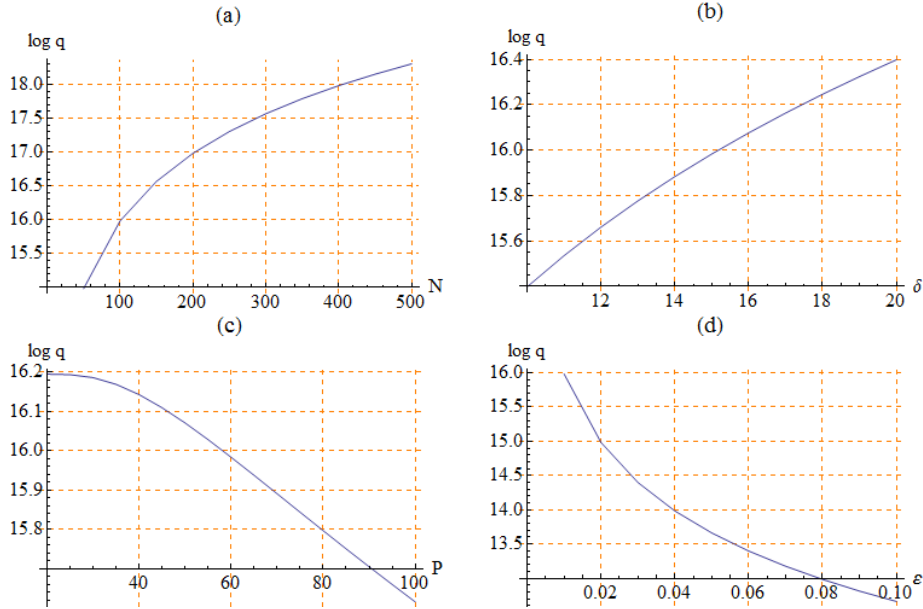 (a)
log q
18.0
17.5
17.0
16.5
16.0
15.5
100 200 300 400 500 N
(b)
log q
16.4
16.2
16.0
15.8
15.6
12 14 16 18 20 δ
(c)
log q
16.2
16.1
16.0
15.9
15.8
40 60 80 100 P
(d)
log q
16.0
15.5
15.0
14.5
14.0
13.5
0.02 0.04 0.06 0.08 0.10 ε